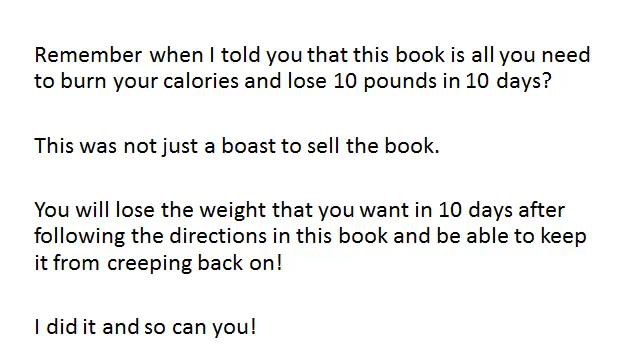 Remember when I told you that this book is all you need
to burn your calories and lose 10 pounds in 10 days?
This was not just a boast to sell the book.
You will lose the weight that you want in 10 days after
following the directions in this book and be able to keep
it from creeping back on!
I did it and so can you!